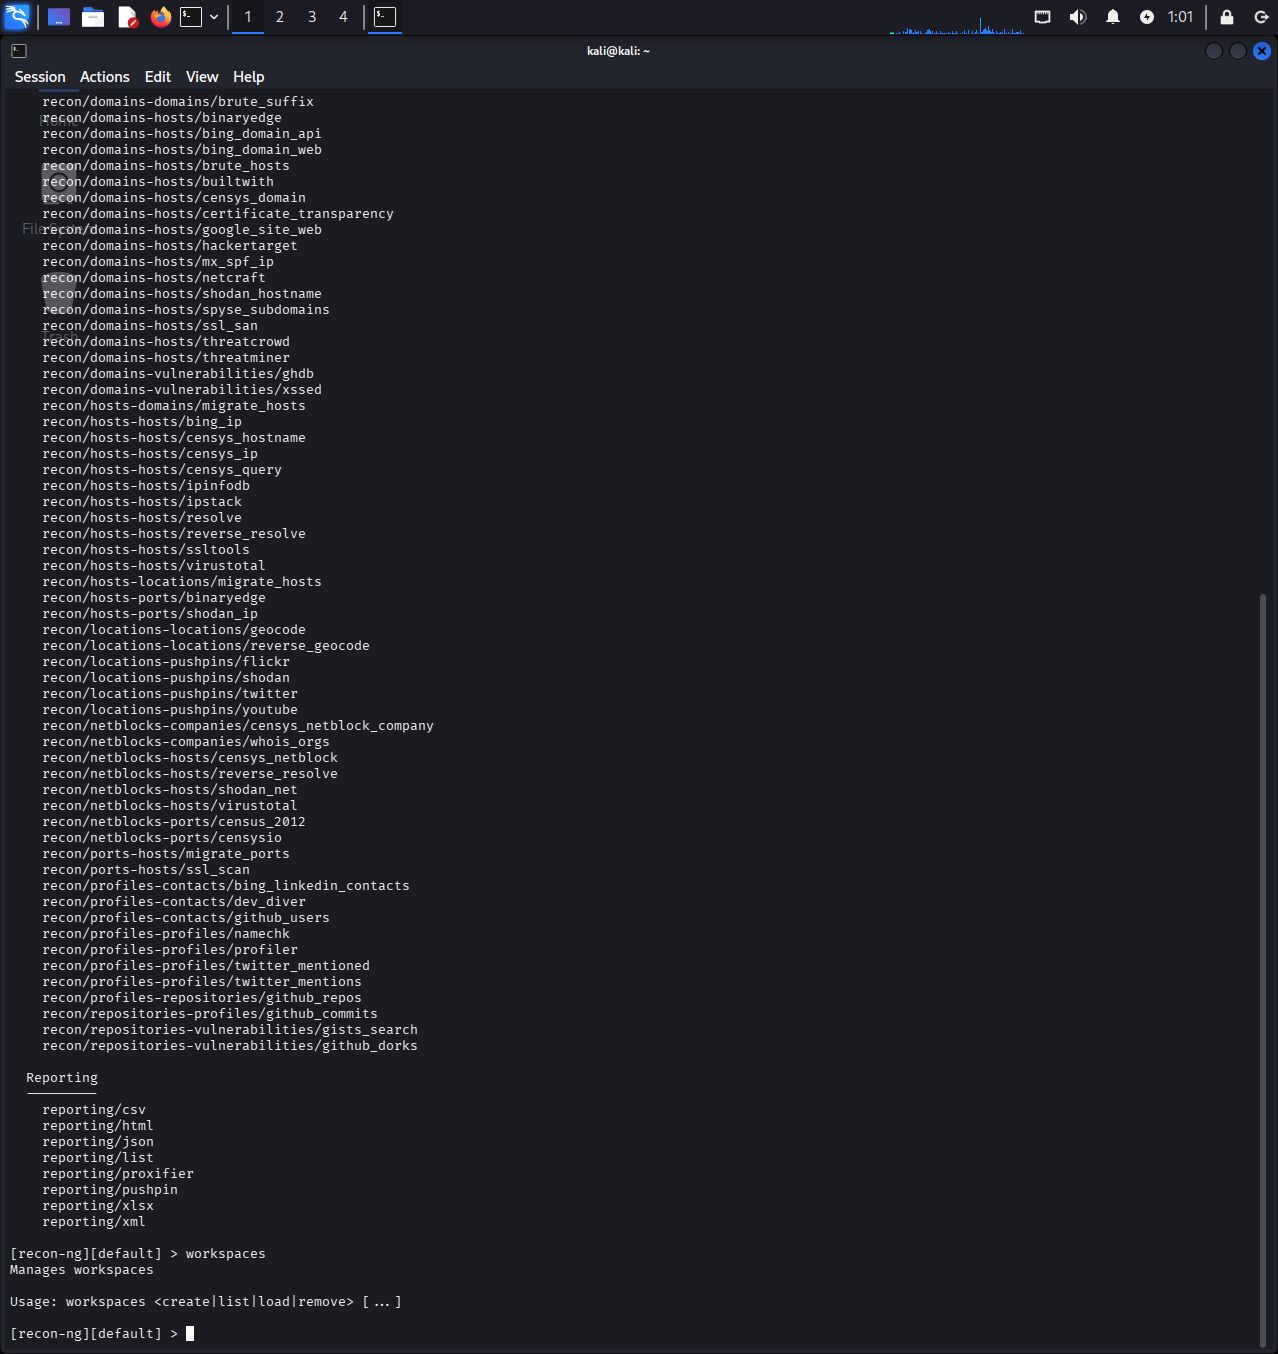 1 2 3 4 1:01
kali@kali: ~
Session Actions Edit View Help
recon/domains-domains/brute_suffix
recon/domains-hosts/binaryedge
Home
recon/domains-hosts/bing_domain_api
recon/domains-hosts/bing_domain_web
recon/domains-hosts/brute_hosts
recon/domains-hosts/builtwith
recon/domains-hosts/censys_domain
recon/domains-hosts/certificate_transparency
recon/domains-hosts/google_site_web
File System
recon/domains-hosts/hackertarget
recon/domains-hosts/mx_spf_ip
recon/domains-hosts/netcraft
recon/domains-hosts/shodan_hostname
recon/domains-hosts/spyse_subdomains
recon/domains-hosts/ssl_san
Trash
recon/domains-hosts/threatcrowd
recon/domains-hosts/threatminer
recon/domains-vulnerabilities/ghdb
recon/domains-vulnerabilities/xssed
recon/hosts-domains/migrate_hosts
recon/hosts-hosts/bing_ip
recon/hosts-hosts/censys_hostname
recon/hosts-hosts/censys_ip
recon/hosts-hosts/censys_query
recon/hosts-hosts/ipinfodb
recon/hosts-hosts/ipstack
recon/hosts-hosts/resolve
recon/hosts-hosts/reverse_resolve
recon/hosts-hosts/ssltools
recon/hosts-hosts/virustotal
recon/hosts-locations/migrate_hosts
recon/hosts-ports/binaryedge
recon/hosts-ports/shodan_ip
recon/locations-locations/geocode
recon/locations-locations/reverse_geocode
recon/locations-pushpins/flickr
recon/locations-pushpins/shodan
recon/locations-pushpins/twitter
recon/locations-pushpins/youtube
recon/netblocks-companies/censys_netblock_company
recon/netblocks-companies/whois_orgs
recon/netblocks-hosts/censys_netblock
recon/netblocks-hosts/reverse_resolve
recon/netblocks-hosts/shodan_net
recon/netblocks-hosts/virustotal
recon/netblocks-ports/census_2012
recon/netblocks-ports/censysio
recon/ports-hosts/migrate_ports
recon/ports-hosts/ssl_scan
recon/profiles-contacts/bing_linkedin_contacts
recon/profiles-contacts/dev_diver
recon/profiles-contacts/github_users
recon/profiles-profiles/namechk
recon/profiles-profiles/profiler
recon/profiles-profiles/twitter_mentioned
recon/profiles-profiles/twitter_mentions
recon/profiles-repositories/github_repos
recon/repositories-profiles/github_commits
recon/repositories-vulnerabilities/gists_search
recon/repositories-vulnerabilities/github_dorks
Reporting
---------
reporting/csv
reporting/html
reporting/json
reporting/list
reporting/proxifier
reporting/pushpin
reporting/xlsx
reporting/xml
[recon-ng][default] > workspaces
Manages workspaces
Usage: workspaces <create|list|load|remove> [...]
[recon-ng][default] >